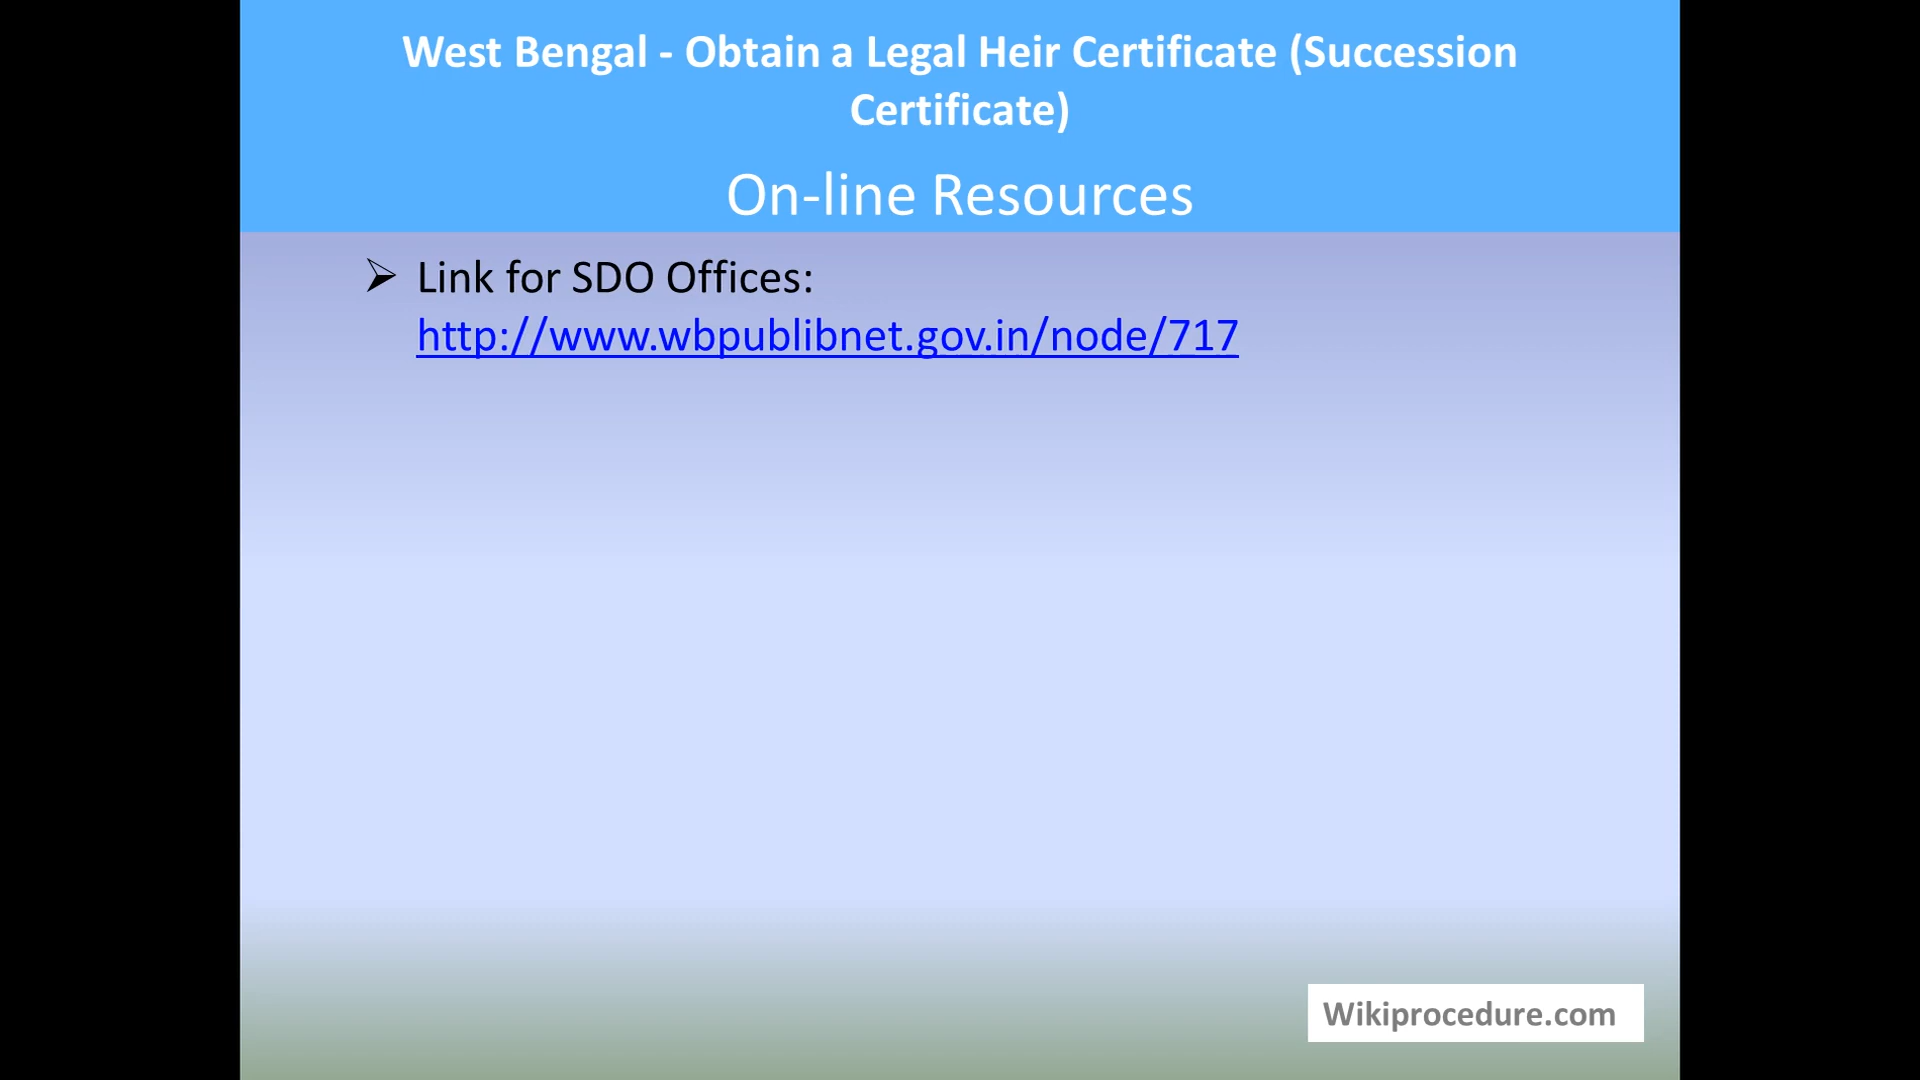 West Bengal - Obtain a Legal Heir Certificate (Succession
Certificate)
On-line Resources
Link for SDO Offices:
http://www.wbpublibnet.gov.in/node/717
Wikiprocedure.com